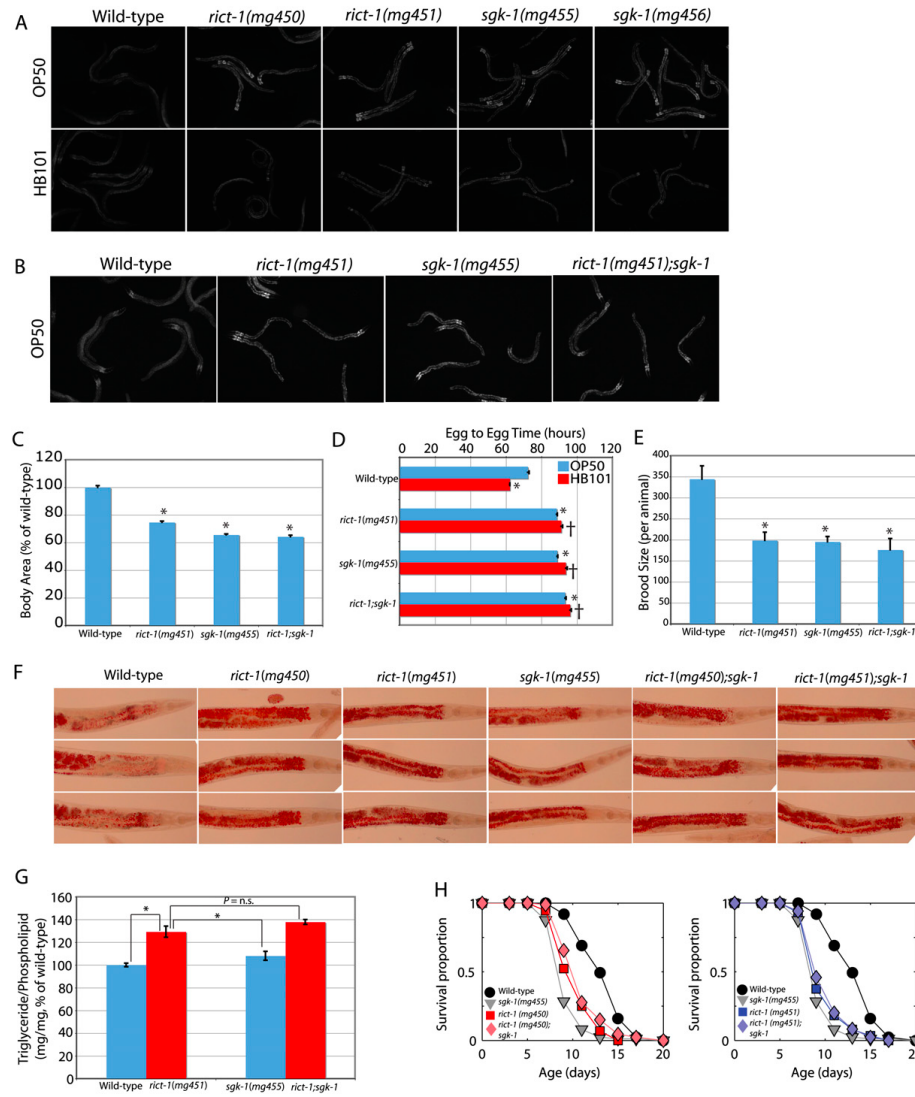 A
Wild-type rict-1(mg450) rict-1(mg451) sgk-1(mg455) sgk-1(mg456)
OP50
HB101
B
Wild-type rict-1(mg451) sgk-1(mg455) rict-1(mg451);sgk-1
OP50
C
Body Area (% of wild-type)
120
100
80
60
40
20
0
* * *
Wild-type rict-1(mg451) sgk-1(mg455) rict-1;sgk-1
D
Egg to Egg Time (hours)
0 20 40 60 80 100 120
OP50
HB101
Wild-type
*
rict-1(mg451)
*
†
sgk-1(mg455)
*
†
rict-1;sgk-1
*
†
E
Brood Size (per animal)
400
350
300
250
200
150
100
50
0
* * *
Wild-type rict-1(mg451) sgk-1(mg455) rict-1;sgk-1
F
Wild-type rict-1(mg450) rict-1(mg451) sgk-1(mg455) rict-1(mg450);sgk-1 rict-1(mg451);sgk-1
G
Triglyceride/Phospholipid
(mg/mg, % of wild-type)
160
140
120
100
80
60
40
20
0
P = n.s.
*
*
Wild-type rict-1(mg451) sgk-1(mg455) rict-1;sgk-1
H
Survival proportion
1
0.5
0
Wild-type
sgk-1(mg455)
rict-1 (mg450)
rict-1 (mg450);
sgk-1
0 5 10 15 20
Age (days)
Survival proportion
1
0.5
0
Wild-type
sgk-1(mg455)
rict-1 (mg451)
rict-1 (mg451);
sgk-1
0 5 10 15 20
Age (days)